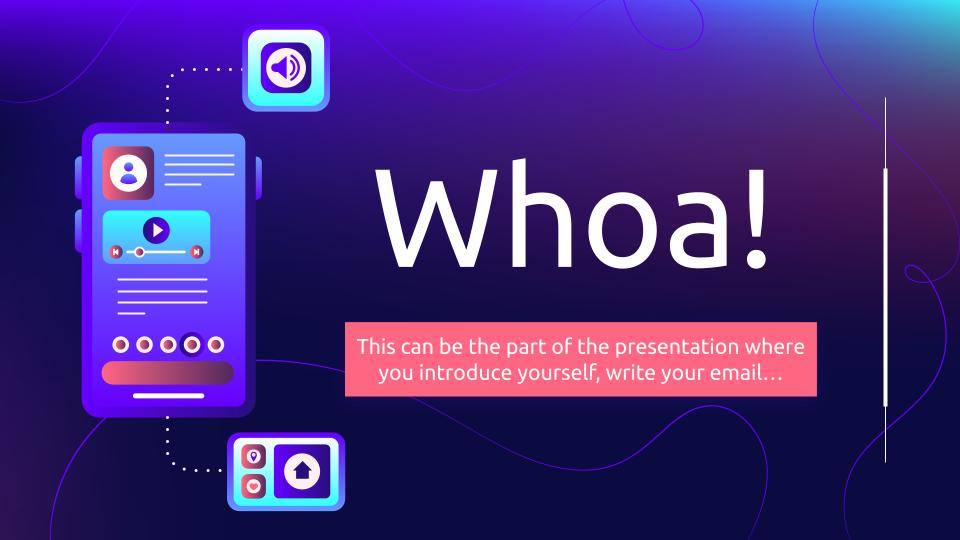 Whoa!
This can be the part of the presentation where
you introduce yourself, write your email…